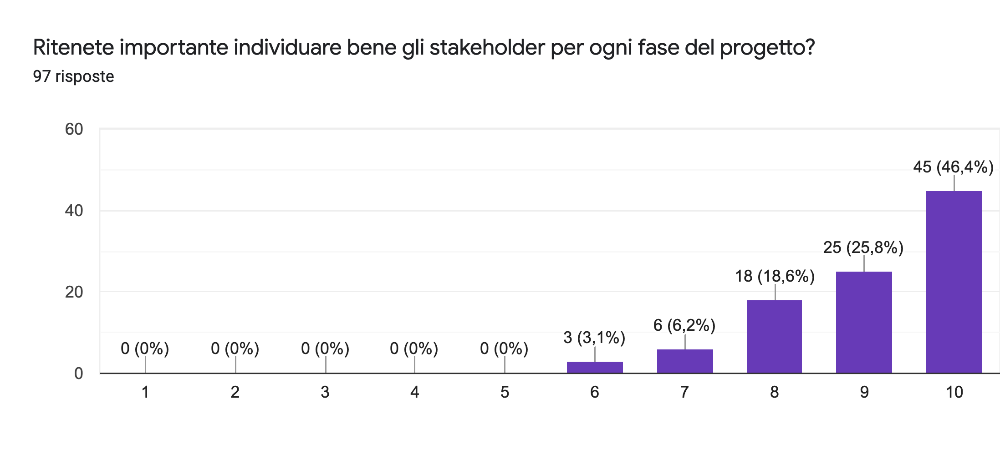 Ritenete importante individuare bene gli stakeholder per ogni fase del progetto?
97 risposte
60
45 (46,4%)
40
25 (25,8%)
18 (18,6%)
20
6 (6,2%)
3 (3,1%)
0 (0%) 0 (0%) 0 (0%) 0 (0%) 0 (0%)
0
1 2 3 4 5 6 7 8 9 10